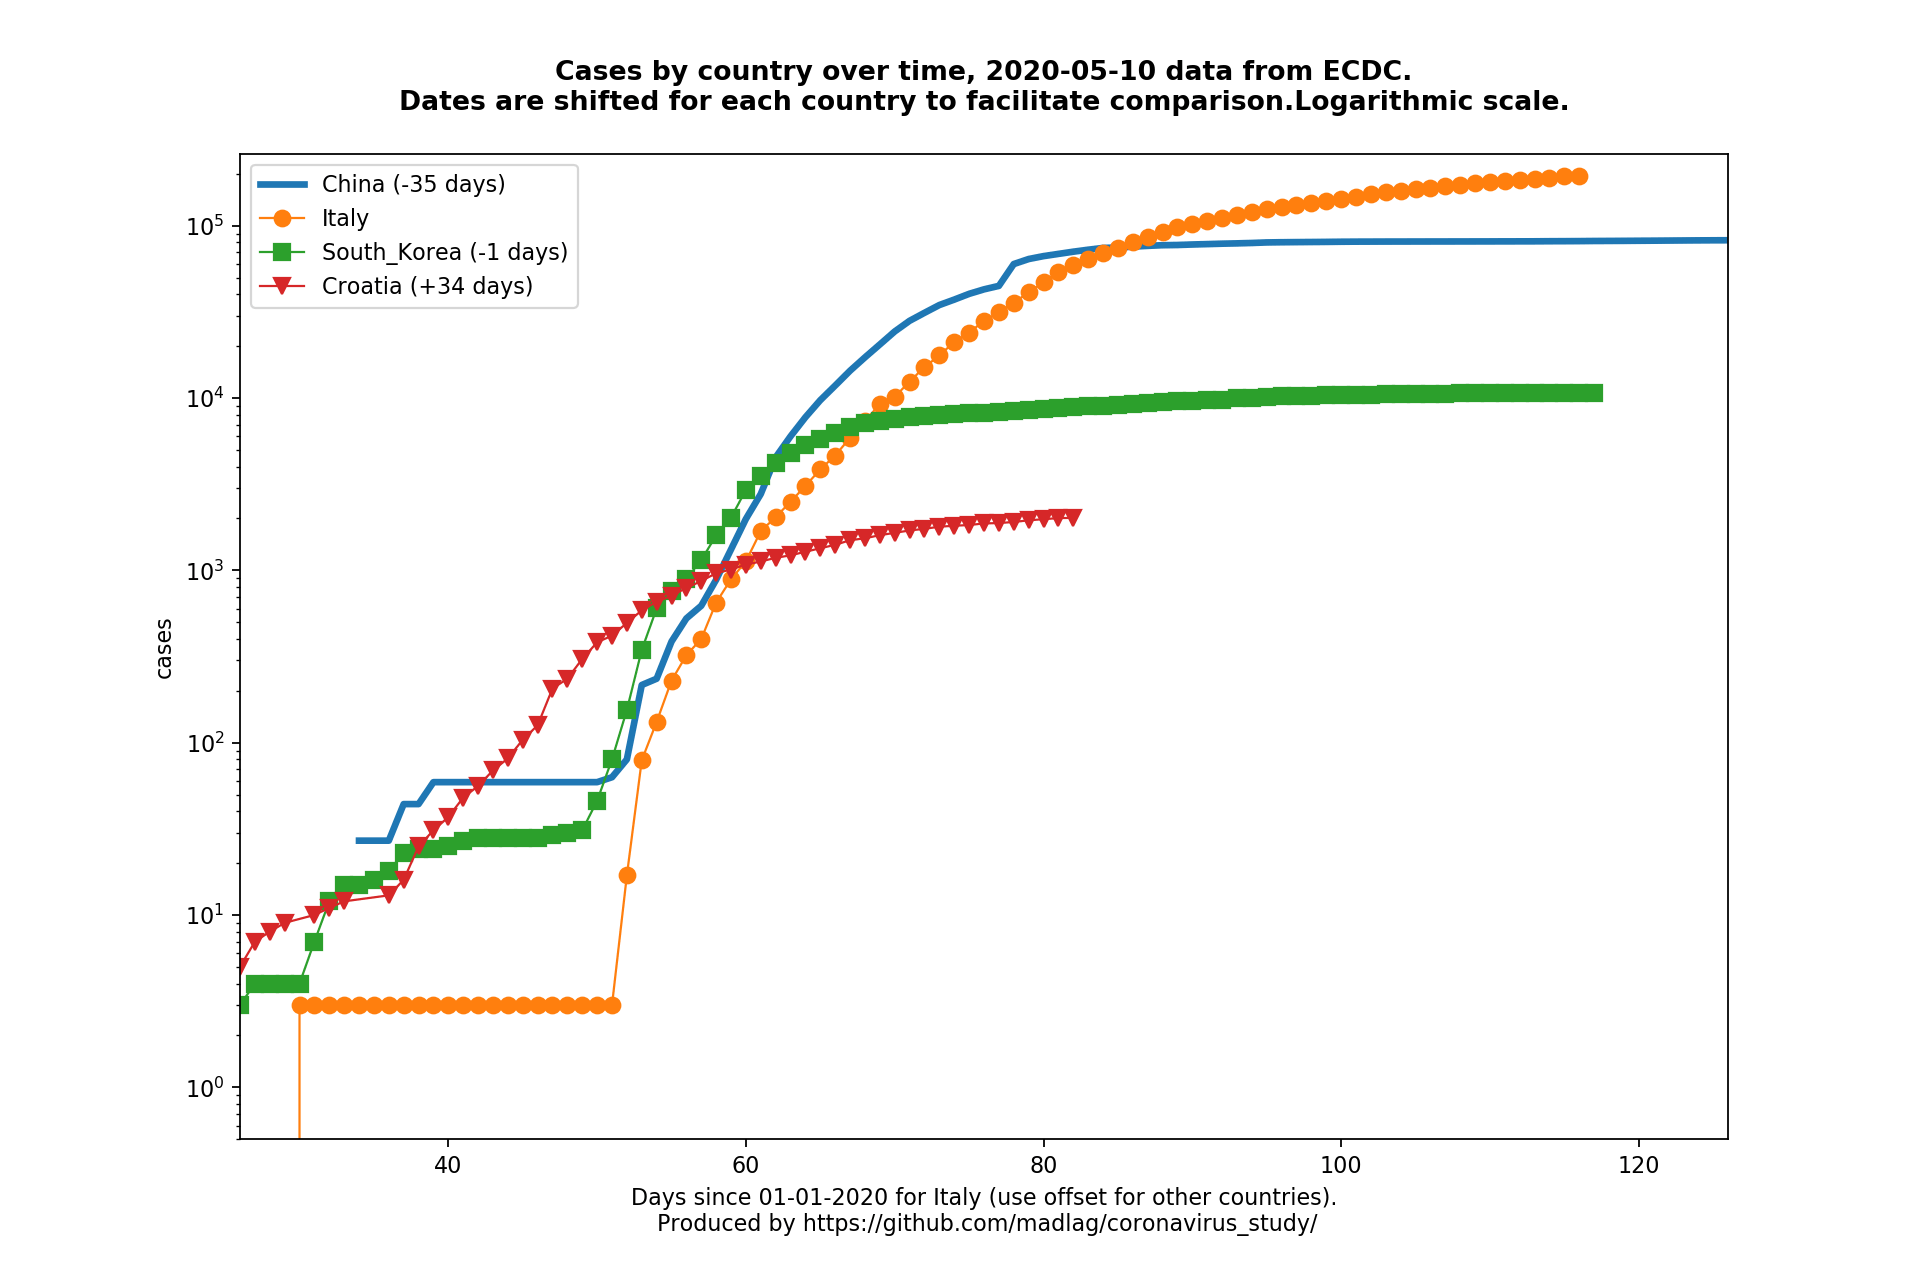 Cases by country over time, 2020-05-10 data from ECDC.
Dates are shifted for each country to facilitate comparison.Logarithmic scale.
China (-35 days)
Italy
South_Korea (-1 days)
Croatia (+34 days)
10^5
10^4
10^3
10^2
10^1
10^0
cases
40 60 80 100 120
Days since 01-01-2020 for Italy (use offset for other countries).
Produced by https://github.com/madlag/coronavirus_study/